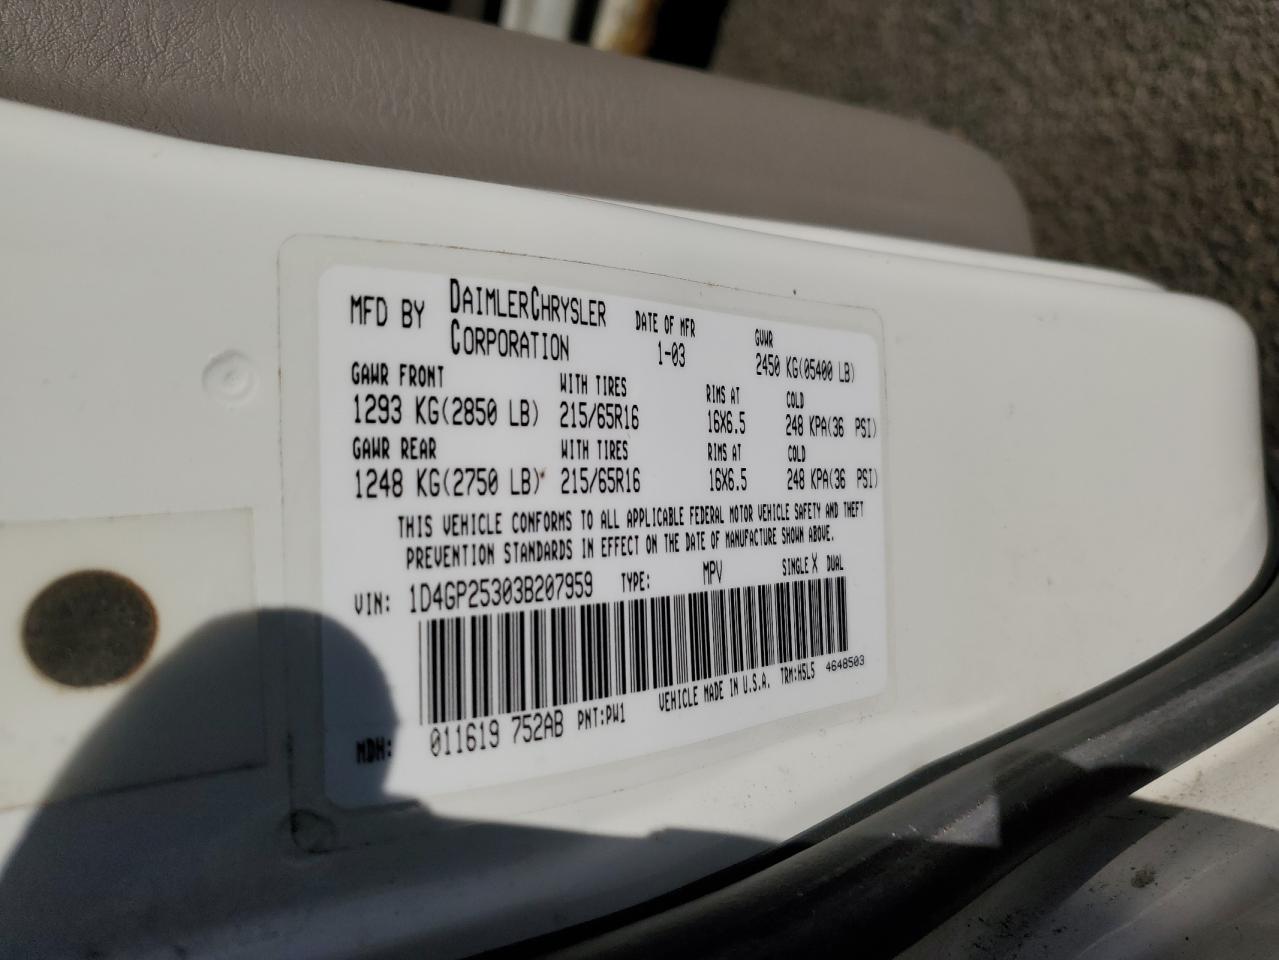 MFD BY DAIMLERCHRYSLER CORPORATION DATE OF MFR 1-03 GVWR 2450 KG(05400 LB)
GAWR FRONT WITH TIRES RIMS AT COLD
1293 KG(2850 LB) 215/65R16 16X6.5 248 KPA(36 PSI)
GAWR REAR WITH TIRES RIMS AT COLD
1248 KG(2750 LB) 215/65R16 16X6.5 248 KPA(36 PSI)
THIS VEHICLE CONFORMS TO ALL APPLICABLE FEDERAL MOTOR VEHICLE SAFETY AND THEFT
PREVENTION STANDARDS IN EFFECT ON THE DATE OF MANUFACTURE SHOWN ABOVE.
VIN: 1D4GP25303B207959 TYPE: MPV SINGLE X DUAL
MDH: 011619 752AB PNT:PW1 VEHICLE MADE IN U.S.A. TRM:H5L5 4648503